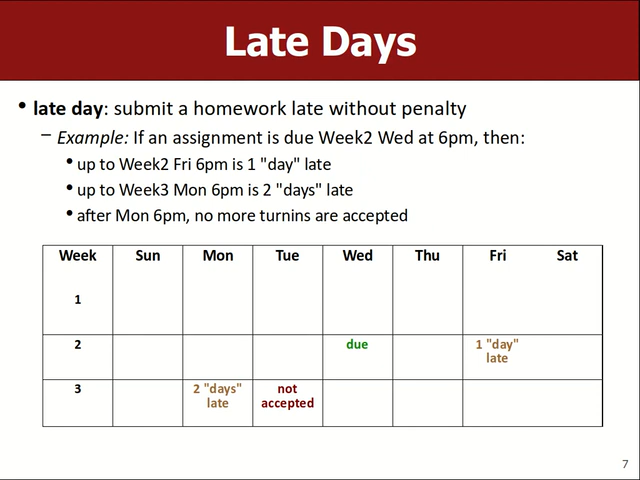 Late Days
• late day: submit a homework late without penalty
– Example: If an assignment is due Week2 Wed at 6pm, then:
• up to Week2 Fri 6pm is 1 "day" late
• up to Week3 Mon 6pm is 2 "days" late
• after Mon 6pm, no more turnins are accepted
Week Sun Mon Tue Wed Thu Fri Sat
1
2 due 1 "day"
late
3 2 "days" not
late accepted
7